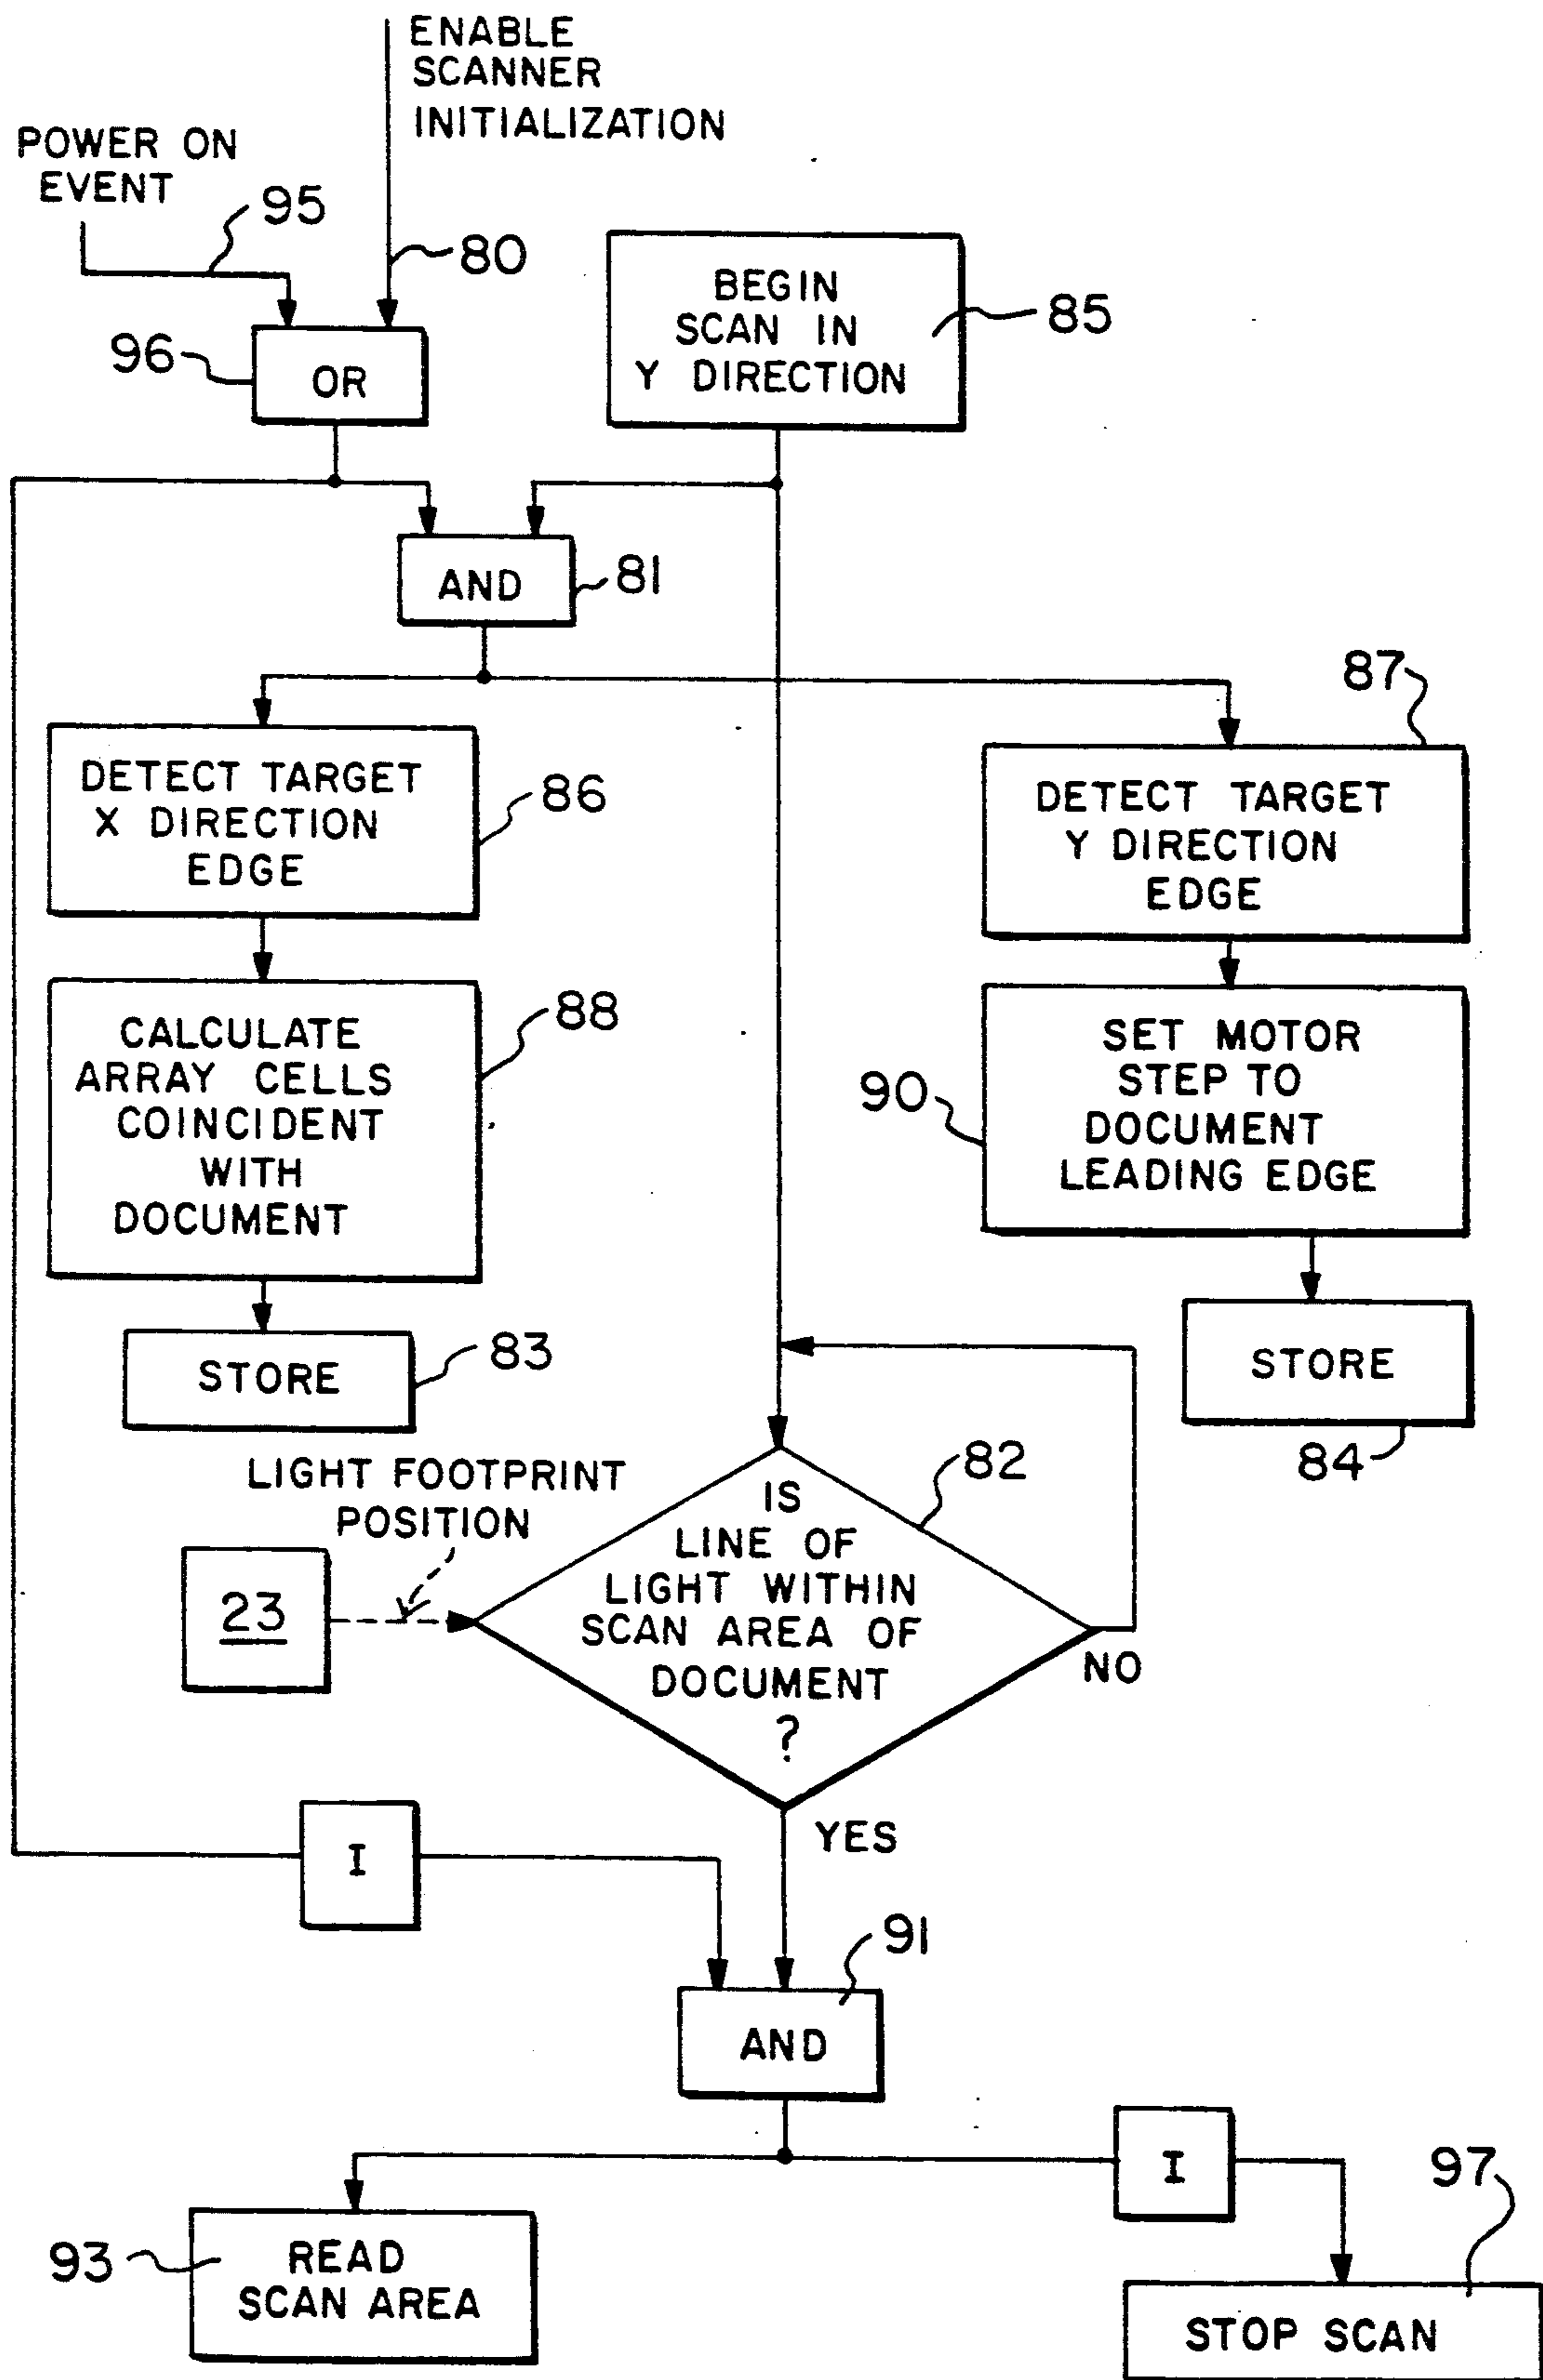 ENABLE
SCANNER
INITIALIZATION
POWER ON
EVENT
95
80
BEGIN
SCAN IN
Y DIRECTION
85
96
OR
AND
81
87
DETECT TARGET
X DIRECTION
EDGE
86
DETECT TARGET
Y DIRECTION
EDGE
CALCULATE
ARRAY CELLS
COINCIDENT
WITH
DOCUMENT
88
90
SET MOTOR
STEP TO
DOCUMENT
LEADING EDGE
STORE
83
STORE
84
LIGHT FOOTPRINT
POSITION
23
IS
LINE OF
LIGHT WITHIN
SCAN AREA OF
DOCUMENT
?
82
NO
YES
I
91
AND
I
97
93
READ
SCAN AREA
STOP SCAN